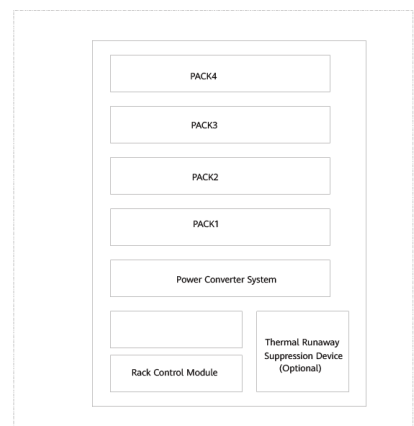 PACK4
PACK3
PACK2
PACK1
Power Converter System
Rack Control Module
Thermal Runaway
Suppression Device
(Optional)